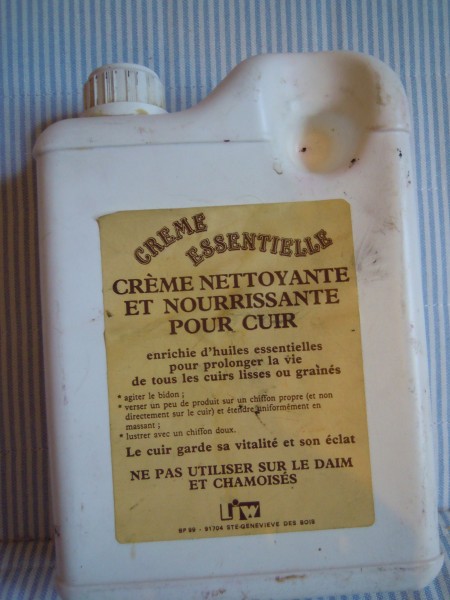 CREME
ESSENTIELLE
CRÈME NETTOYANTE
ET NOURRISSANTE
POUR CUIR
enrichie d'huiles essentielles
pour prolonger la vie
de tous les cuirs lisses ou grainés
* agiter le bidon ;
* verser un peu de produit sur un chiffon propre (et non
directement sur le cuir) et étendre uniformément en
massant ;
* lustrer avec un chiffon doux.
Le cuir garde sa vitalité et son éclat
NE PAS UTILISER SUR LE DAIM
ET CHAMOISÉS
Liw
BP 59 - 91704 STE-GENEVIEVE DES BOIS